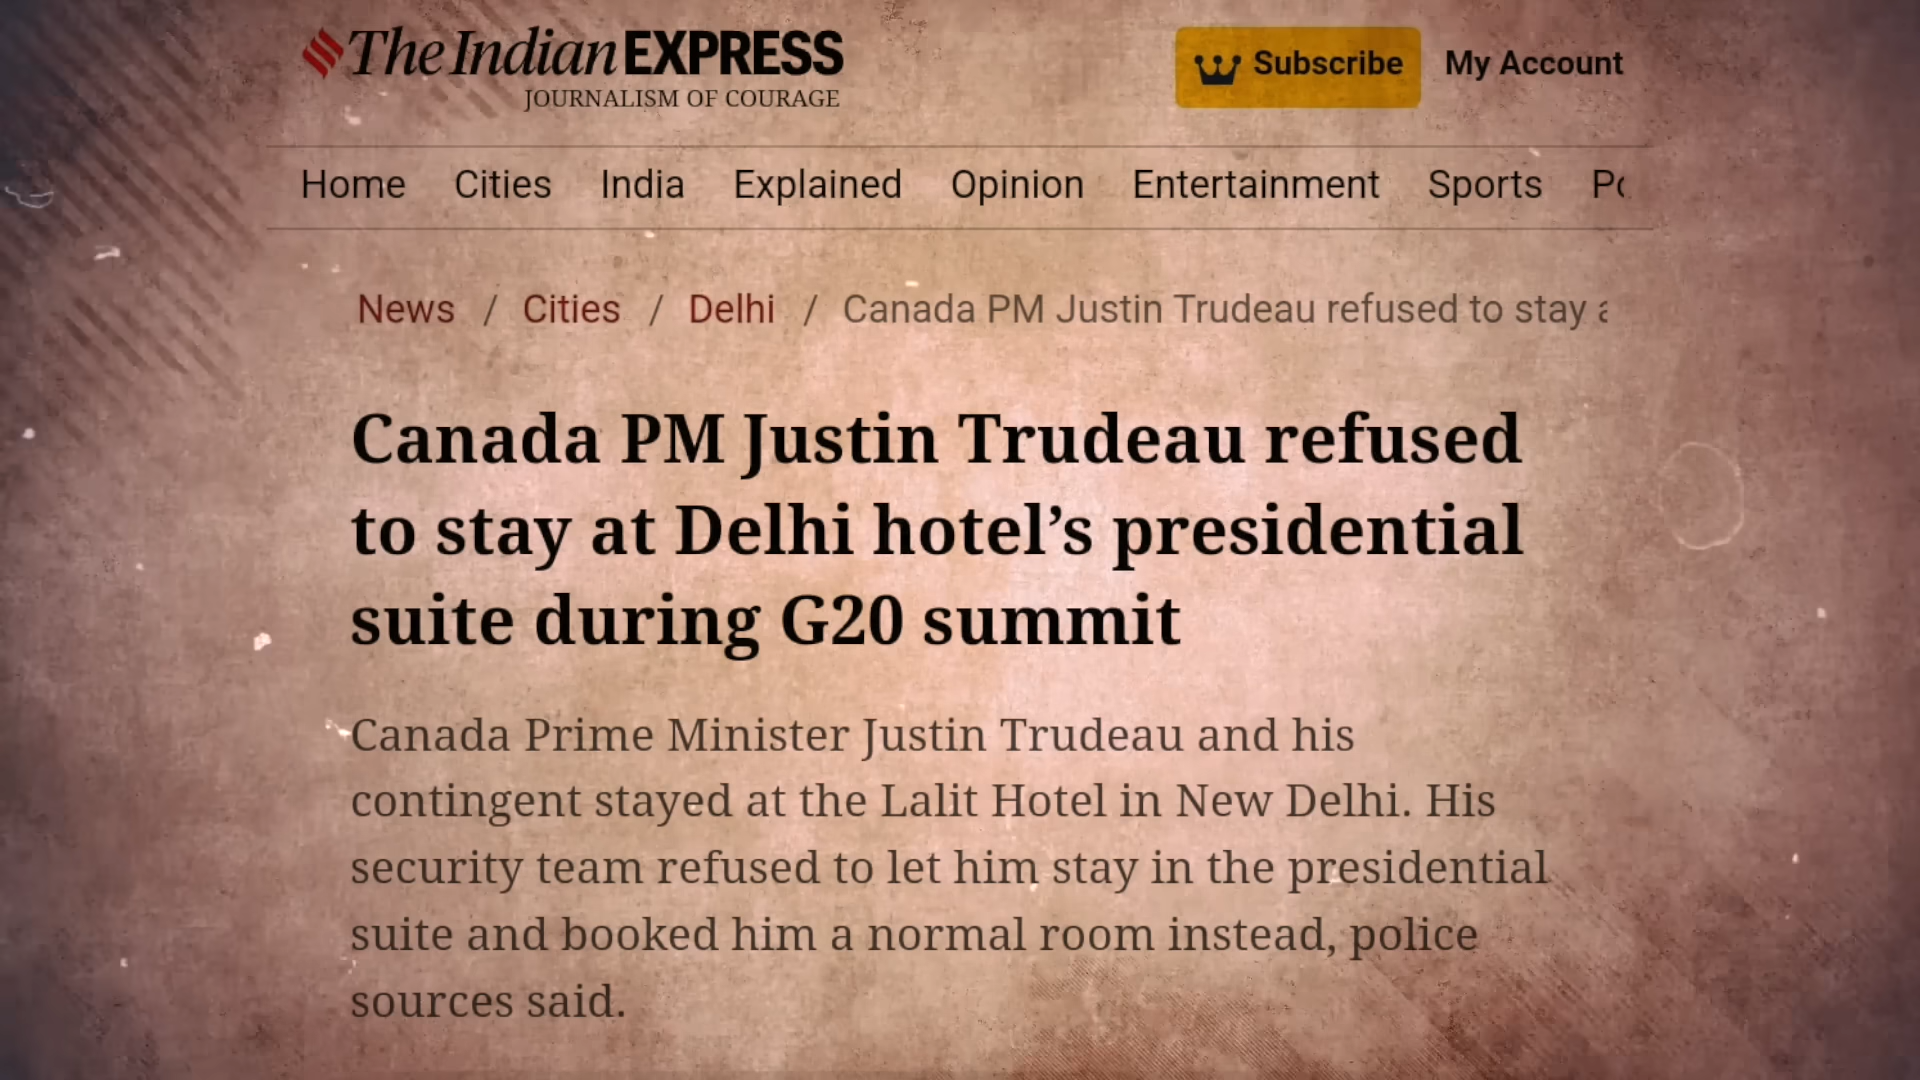 The Indian EXPRESS
JOURNALISM OF COURAGE
Subscribe
My Account
Home Cities India Explained Opinion Entertainment Sports
News / Cities / Delhi / Canada PM Justin Trudeau refused to stay
Canada PM Justin Trudeau refused
to stay at Delhi hotel’s presidential
suite during G20 summit
Canada Prime Minister Justin Trudeau and his
contingent stayed at the Lalit Hotel in New Delhi. His
security team refused to let him stay in the presidential
suite and booked him a normal room instead, police
sources said.